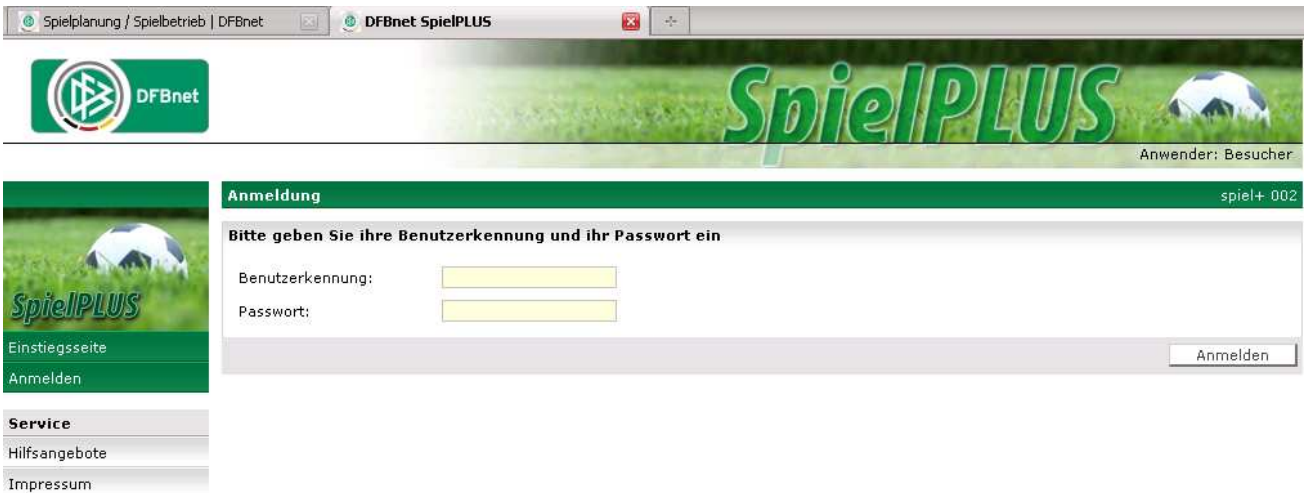 Spielplanung / Spielbetrieb | DFBnet
DFBnet SpielPLUS
DFBnet
SpielPLUS
Anwender: Besucher
Anmeldung
spiel+ 002
Bitte geben Sie ihre Benutzerkennung und ihr Passwort ein
Benutzerkennung:
Passwort:
Anmelden
SpielPLUS
Einstiegsseite
Anmelden
Service
Hilfsangebote
Impressum